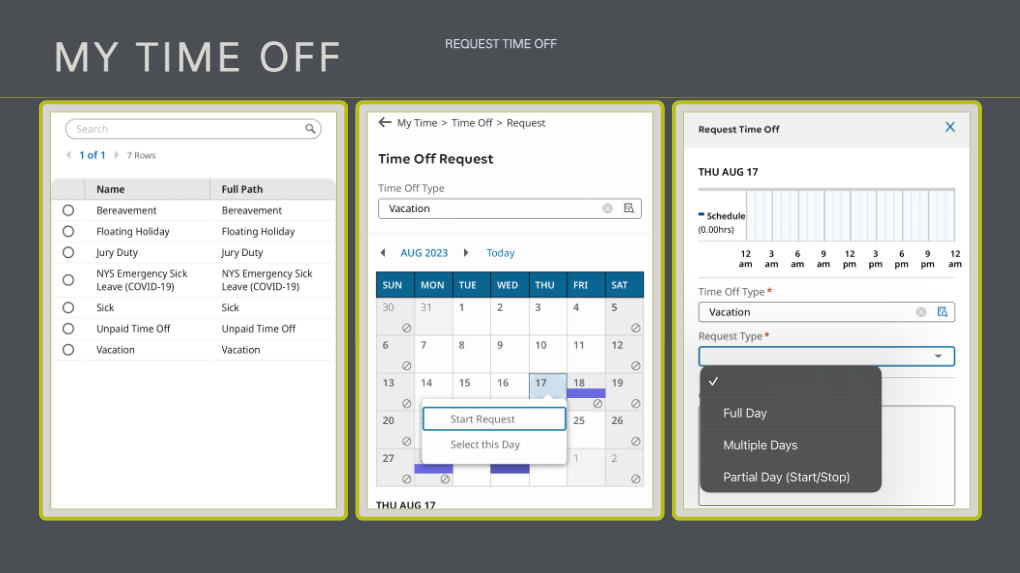 MY TIME OFF
REQUEST TIME OFF
Search
1 of 1 7 Rows
Name Full Path
Bereavement Bereavement
Floating Holiday Floating Holiday
Jury Duty Jury Duty
NYS Emergency Sick NYS Emergency Sick
Leave (COVID-19) Leave (COVID-19)
Sick Sick
Unpaid Time Off Unpaid Time Off
Vacation Vacation
My Time > Time Off > Request
Time Off Request
Time Off Type
Vacation
AUG 2023 Today
SUN MON TUE WED THU FRI SAT
30 31 1 2 3 4 5
6 7 8 9 10 11 12
13 14 15 16 17 18 19
20 25 26
Start Request
Select this Day
27 1 2
THU AUG 17
Request Time Off
THU AUG 17
Schedule
(0.00hrs)
12 3 6 9 12 3 6 9 12
am am am am pm pm pm pm am
Time Off Type *
Vacation
Request Type *
Full Day
Multiple Days
Partial Day (Start/Stop)